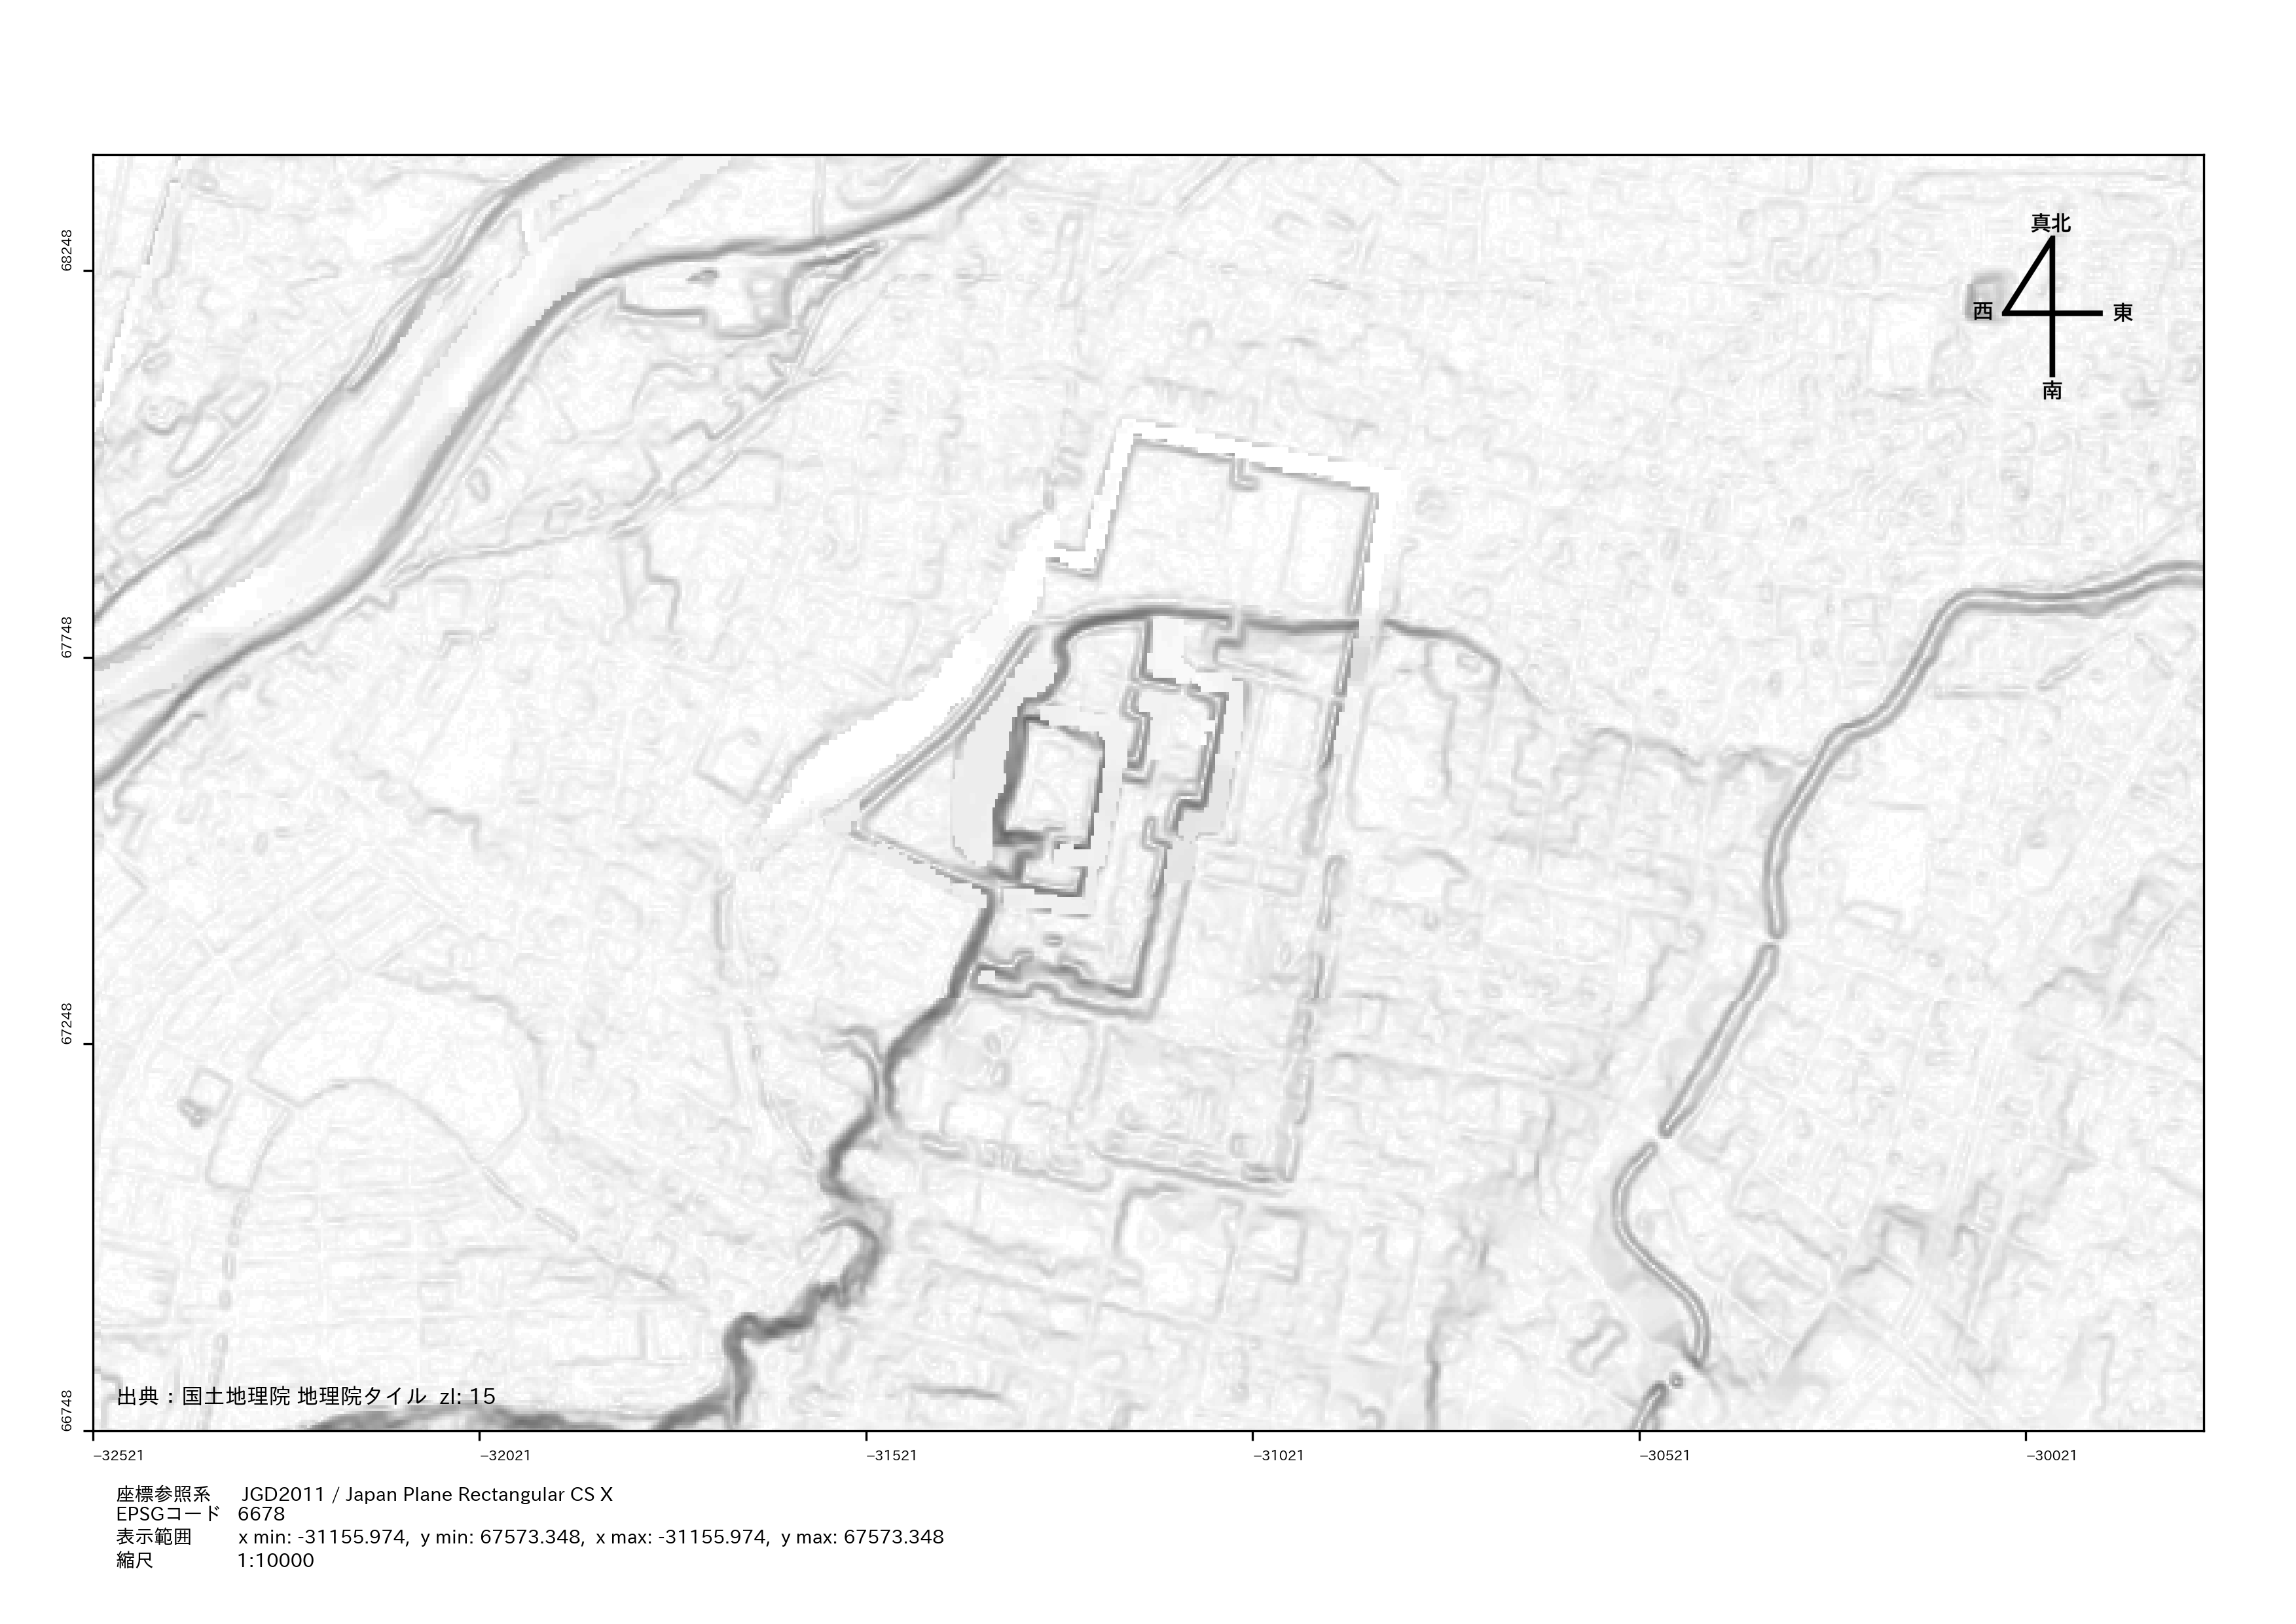 真北
西
東
南
68248
67748
67248
66748
出典：国土地理院 地理院タイル zl: 15
−32521
−32021
−31521
−31021
−30521
−30021
座標参照系 JGD2011 / Japan Plane Rectangular CS X
EPSGコード 6678
表示範囲 x min: -31155.974, y min: 67573.348, x max: -31155.974, y max: 67573.348
縮尺 1:10000